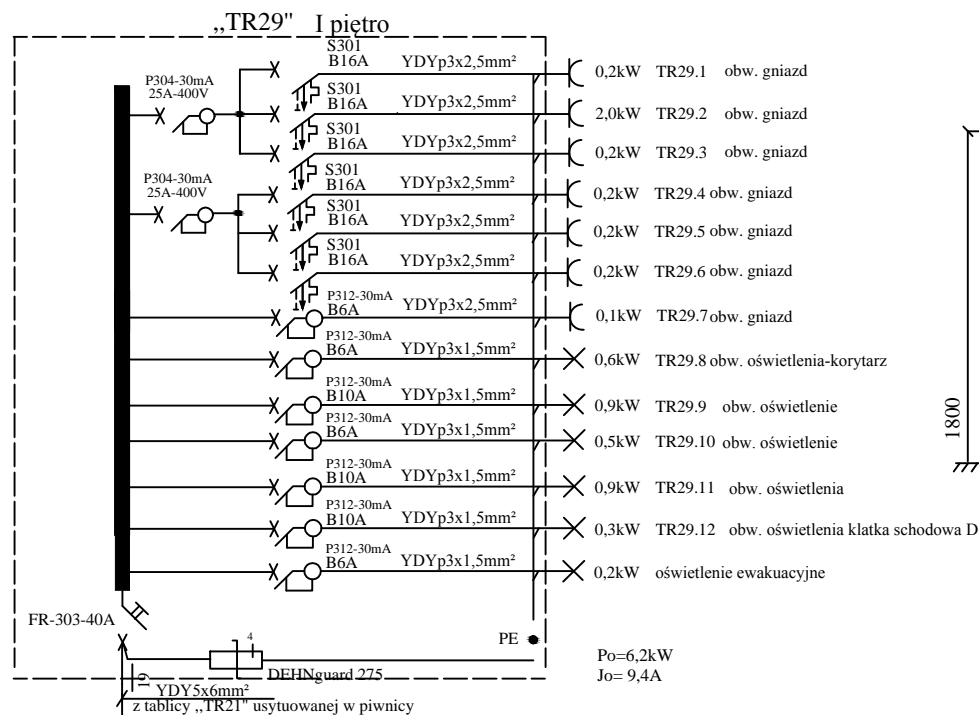 „TR29" I piętro
P304-30mA
25A-400V
S301
B16A YDYp3x2,5mm² 0,2kW TR29.1 obw. gniazd
S301
B16A YDYp3x2,5mm² 2,0kW TR29.2 obw. gniazd
S301
B16A YDYp3x2,5mm² 0,2kW TR29.3 obw. gniazd
P304-30mA
25A-400V
S301
B16A YDYp3x2,5mm² 0,2kW TR29.4 obw. gniazd
S301
B16A YDYp3x2,5mm² 0,2kW TR29.5 obw. gniazd
S301
B16A YDYp3x2,5mm² 0,2kW TR29.6 obw. gniazd
P312-30mA
B6A YDYp3x2,5mm² 0,1kW TR29.7 obw. gniazd
P312-30mA
B6A YDYp3x1,5mm² 0,6kW TR29.8 obw. oświetlenia-korytarz
P312-30mA
B10A YDYp3x1,5mm² 0,9kW TR29.9 obw. oświetlenie
P312-30mA
B6A YDYp3x1,5mm² 0,5kW TR29.10 obw. oświetlenie
P312-30mA
B10A YDYp3x1,5mm² 0,9kW TR29.11 obw. oświetlenia
P312-30mA
B10A YDYp3x1,5mm² 0,3kW TR29.12 obw. oświetlenia klatka schodowa D
P312-30mA
B6A YDYp3x1,5mm² 0,2kW oświetlenie ewakuacyjne
1800
FR-303-40A
PE
4
DEHNguard 275
19
YDY5x6mm²
z tablicy „TR21" usytuowanej w piwnicy
Po=6,2kW
Jo= 9,4A